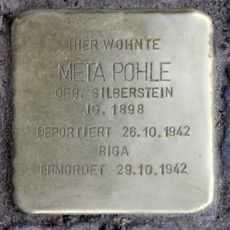 HIER WOHNTE
META POHLE
GEB. SILBERSTEIN
JG. 1898
DEPORTIERT 26.10.1942
RIGA
ERMORDET 29.10.1942